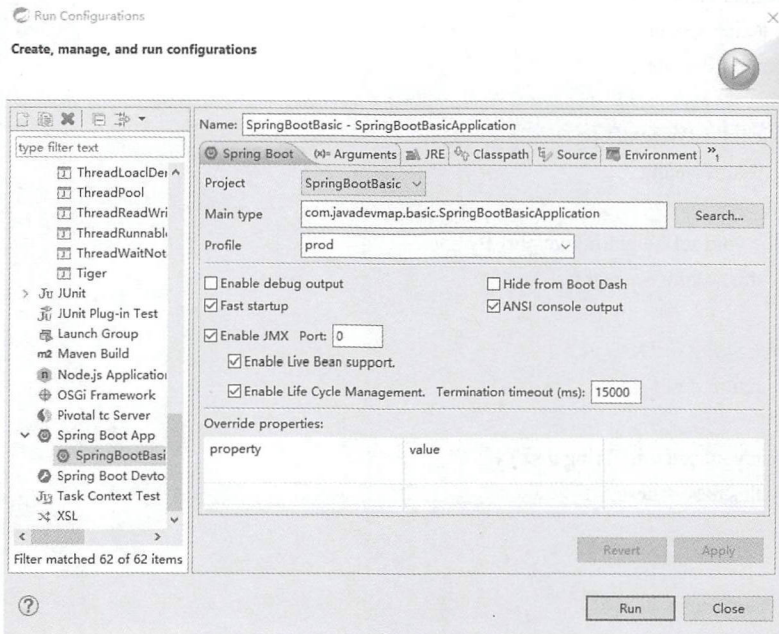 Run Configurations
Create, manage, and run configurations
type filter text
ThreadLoaclDer
ThreadPool
ThreadReadWri
ThreadRunnabl
ThreadWaitNot
Tiger
JUnit
JUnit Plug-in Test
Launch Group
m2 Maven Build
Node.js Application
OSGi Framework
Pivotal tc Server
Spring Boot App
SpringBootBasi
Spring Boot Devto
Task Context Test
XSL
Filter matched 62 of 62 items
Name: SpringBootBasic - SpringBootBasicApplication
Spring Boot (x)= Arguments JRE Classpath Source Environment »1
Project SpringBootBasic
Main type com.javadevmap.basic.SpringBootBasicApplication Search...
Profile prod
Enable debug output Hide from Boot Dash
Fast startup ANSI console output
Enable JMX Port: 0
Enable Live Bean support.
Enable Life Cycle Management. Termination timeout (ms): 15000
Override properties:
property value
Revert Apply
Run Close